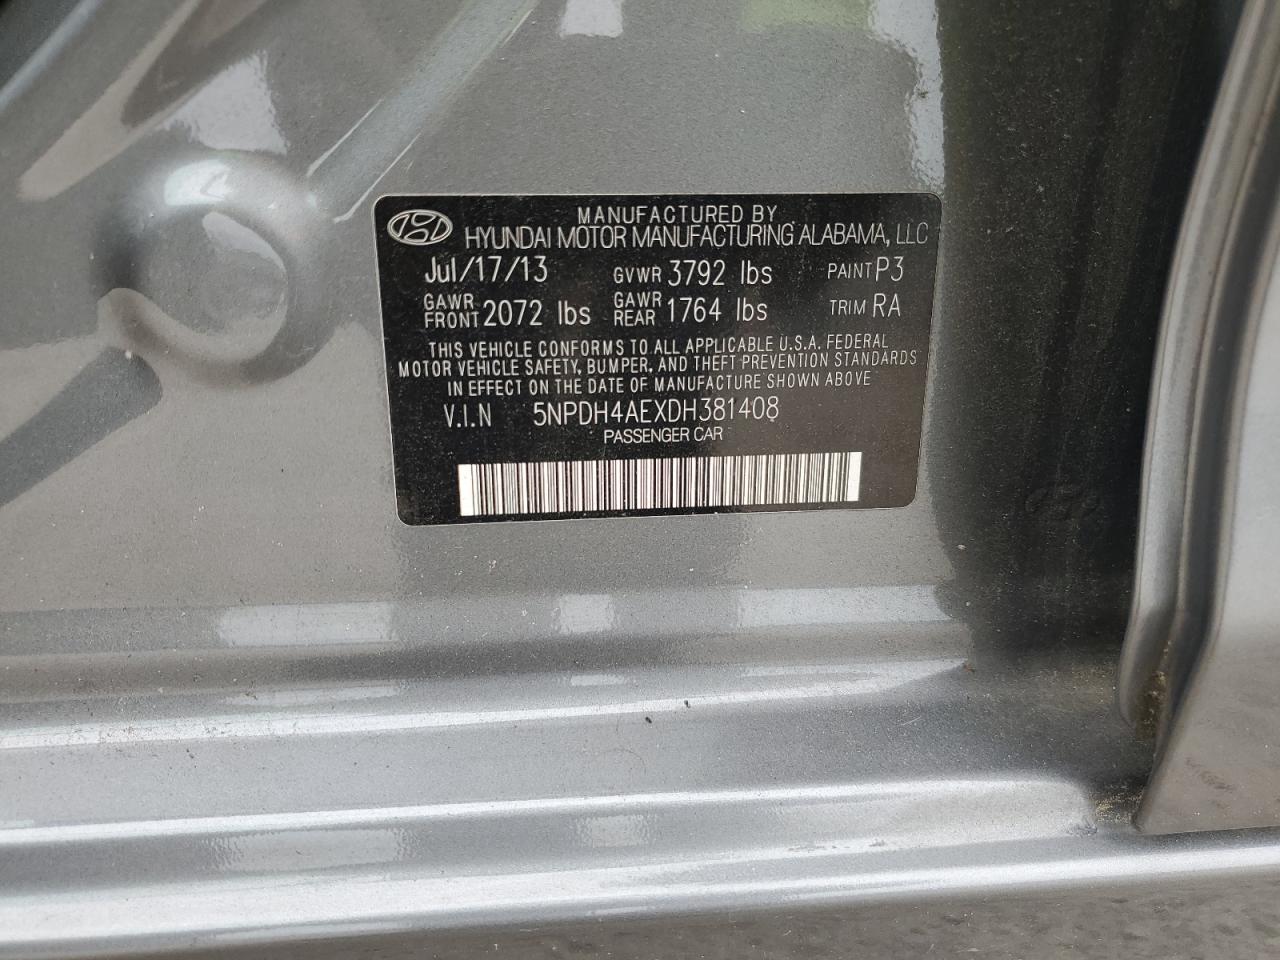 MANUFACTURED BY
HYUNDAI MOTOR MANUFACTURING ALABAMA, LLC
Jul/17/13 GVWR 3792 lbs PAINT P3
GAWR FRONT 2072 lbs GAWR REAR 1764 lbs TRIM RA
THIS VEHICLE CONFORMS TO ALL APPLICABLE U.S.A. FEDERAL
MOTOR VEHICLE SAFETY, BUMPER, AND THEFT PREVENTION STANDARDS
IN EFFECT ON THE DATE OF MANUFACTURE SHOWN ABOVE
V.I.N 5NPDH4AEXDH381408
PASSENGER CAR